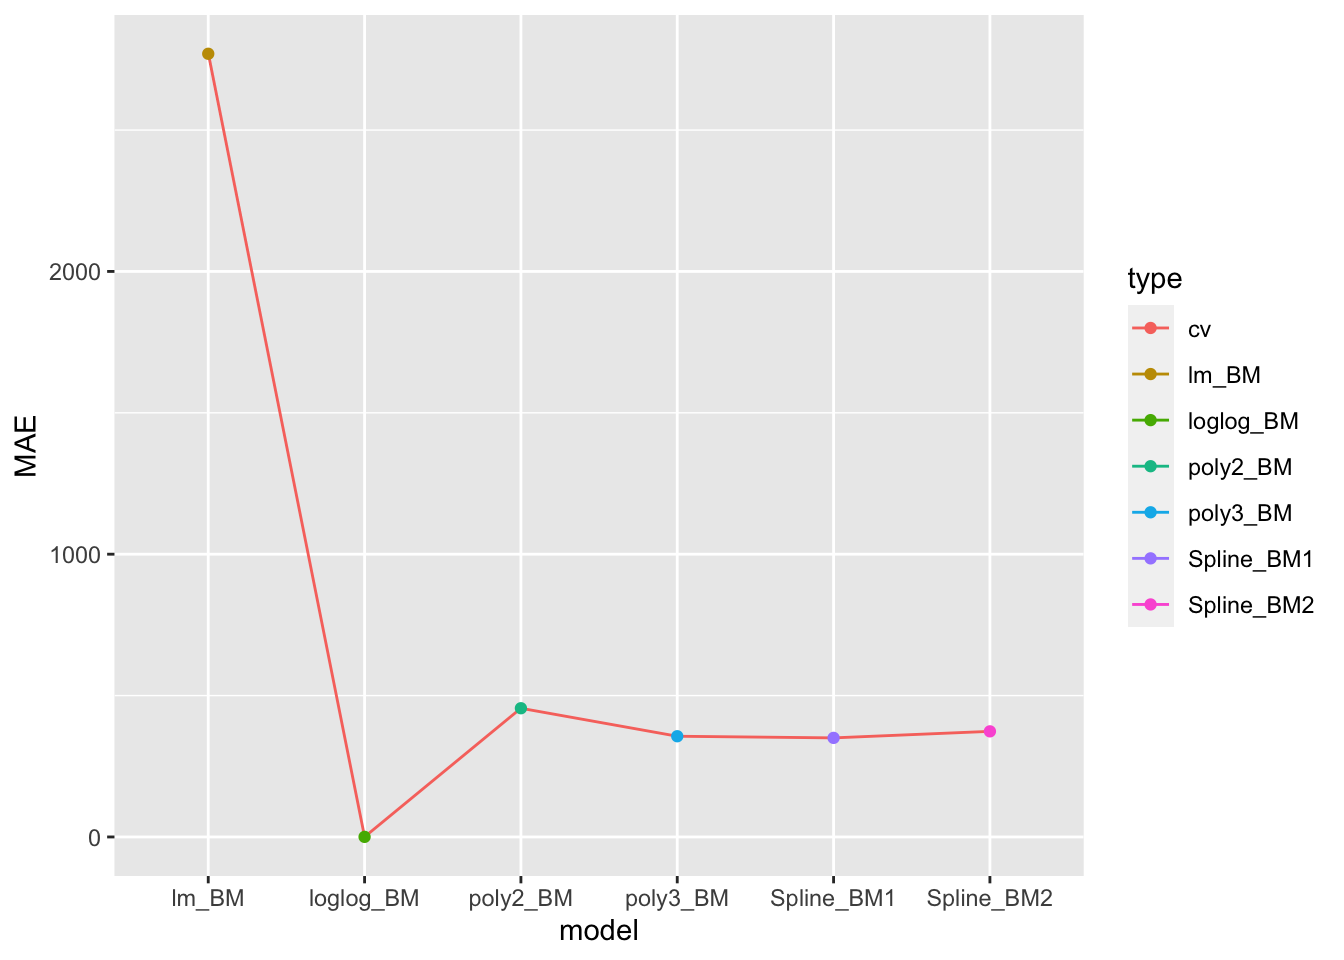 MAE
2000
1000
0
lm_BM
loglog_BM
poly2_BM
poly3_BM
Spline_BM1
Spline_BM2
model
type
cv
lm_BM
loglog_BM
poly2_BM
poly3_BM
Spline_BM1
Spline_BM2